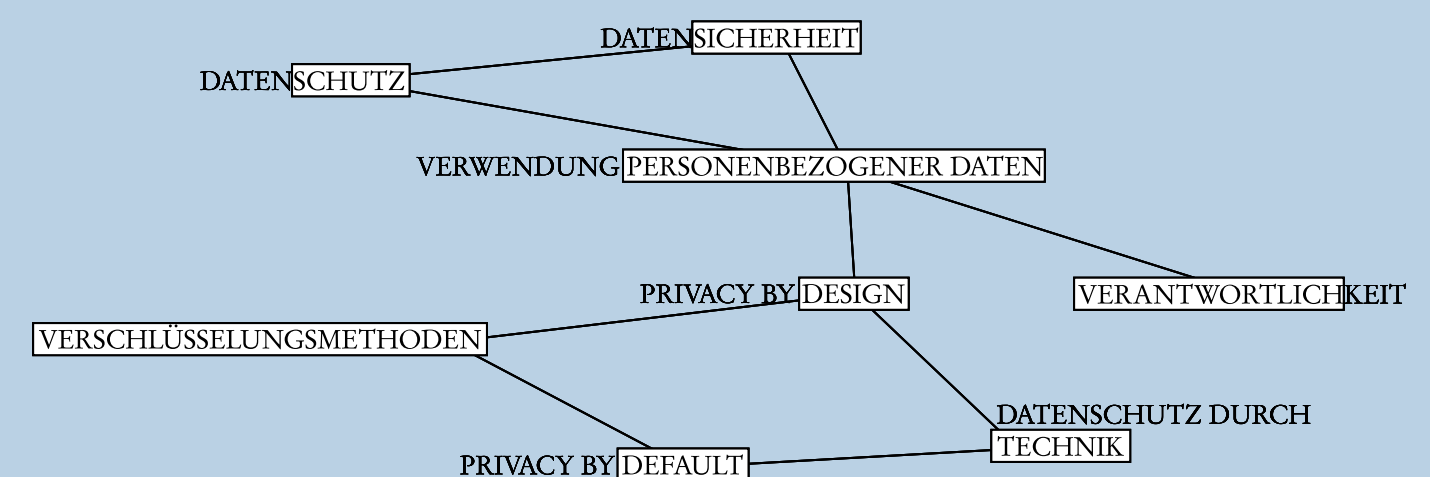 DATENSICHERHEIT
DATENSCHUTZ
VERWENDUNG PERSONENBEZOGENER DATEN
PRIVACY BY DESIGN
VERANTWORTLICHKEIT
VERSCHLÜSSELUNGSMETHODEN
DATENSCHUTZ DURCH
TECHNIK
PRIVACY BY DEFAULT